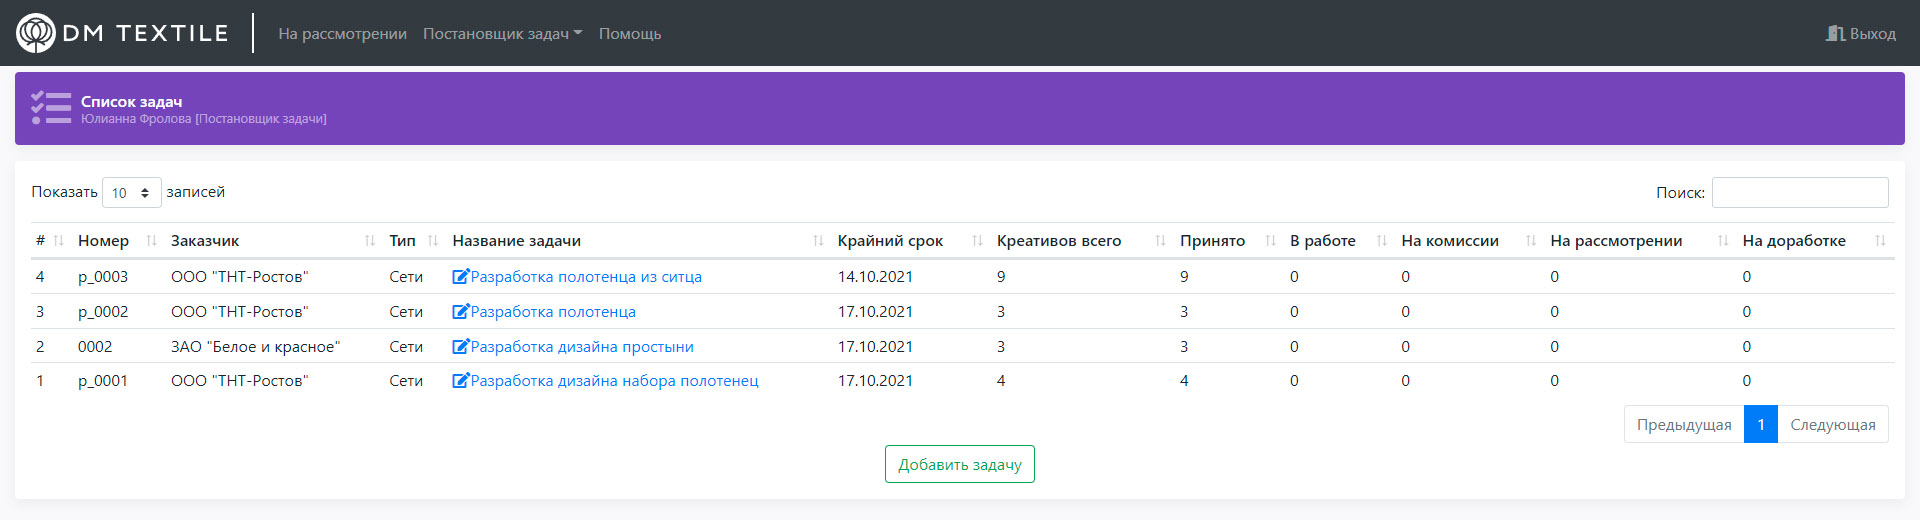 DM TEXTILE На рассмотрении Постановщик задач Помощь Выход
Список задач
Юлианна Фролова [Постановщик задачи]
Показать 10 записей Поиск:
# Номер Заказчик Тип Название задачи Крайний срок Креативов всего Принято В работе На комиссии На рассмотрении На доработке
4 p_0003 ООО "ТНТ-Ростов" Сети Разработка полотенца из ситца 14.10.2021 9 9 0 0 0 0
3 p_0002 ООО "ТНТ-Ростов" Сети Разработка полотенца 17.10.2021 3 3 0 0 0 0
2 0002 ЗАО "Белое и красное" Сети Разработка дизайна простыни 17.10.2021 3 3 0 0 0 0
1 p_0001 ООО "ТНТ-Ростов" Сети Разработка дизайна набора полотенец 17.10.2021 4 4 0 0 0 0
Предыдущая 1 Следующая
Добавить задачу